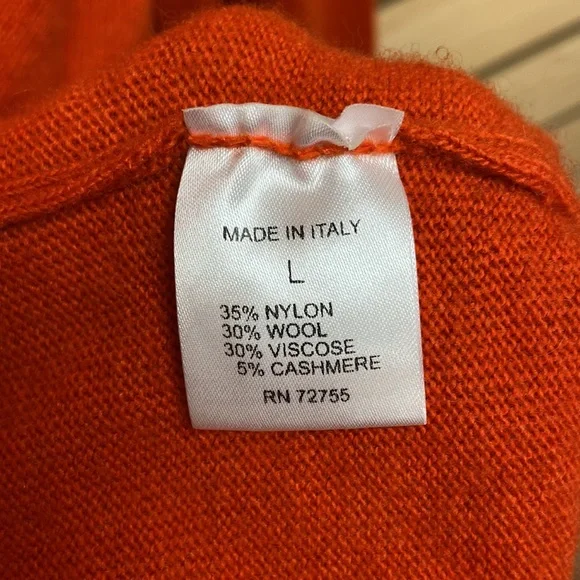 MADE IN ITALY
L
35% NYLON
30% WOOL
30% VISCOSE
5% CASHMERE
RN 72755